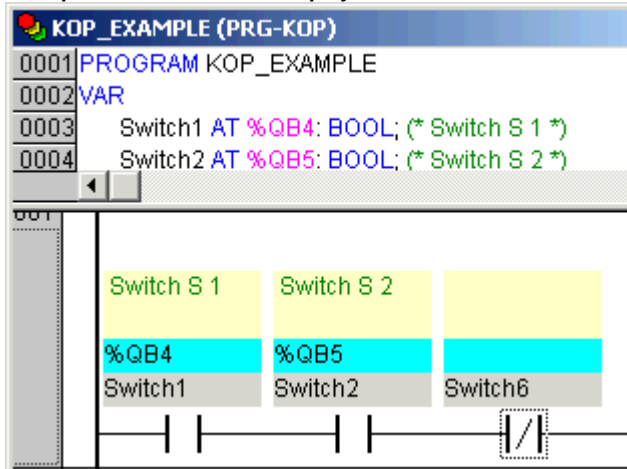 KOP_EXAMPLE (PRG-KOP)
0001 PROGRAM KOP_EXAMPLE
0002 VAR
0003 Switch1 AT %QB4: BOOL; (* Switch S 1 *)
0004 Switch2 AT %QB5: BOOL; (* Switch S 2 *)
Switch S 1 Switch S 2
%QB4 %QB5
Switch1 Switch2 Switch6